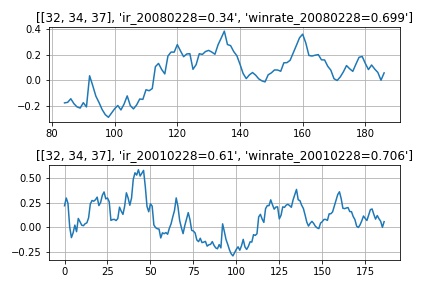 [[32, 34, 37], 'ir_20080228=0.34', 'winrate_20080228=0.699']
0.4
0.2
0.0
−0.2
80 100 120 140 160 180
[[32, 34, 37], 'ir_20010228=0.61', 'winrate_20010228=0.706']
0.50
0.25
0.00
−0.25
0 25 50 75 100 125 150 175